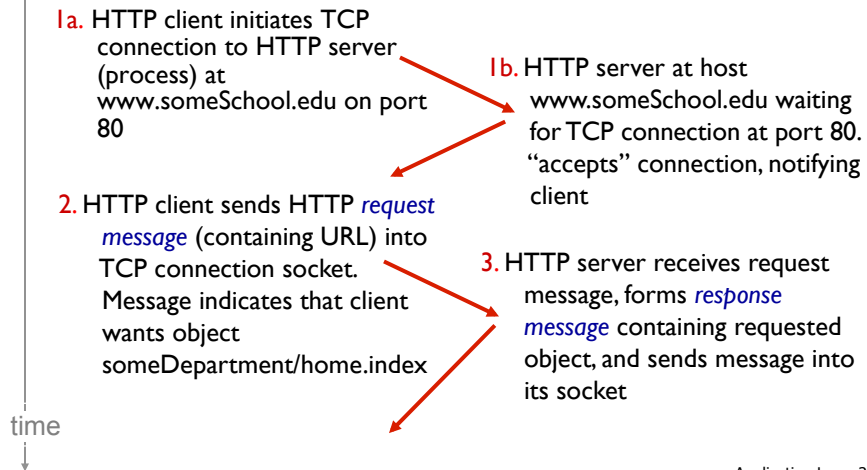 1a. HTTP client initiates TCP
connection to HTTP server
(process) at
www.someSchool.edu on port
80
1b. HTTP server at host
www.someSchool.edu waiting
for TCP connection at port 80.
“accepts” connection, notifying
client
2. HTTP client sends HTTP request
message (containing URL) into
TCP connection socket.
Message indicates that client
wants object
someDepartment/home.index
3. HTTP server receives request
message, forms response
message containing requested
object, and sends message into
its socket
time